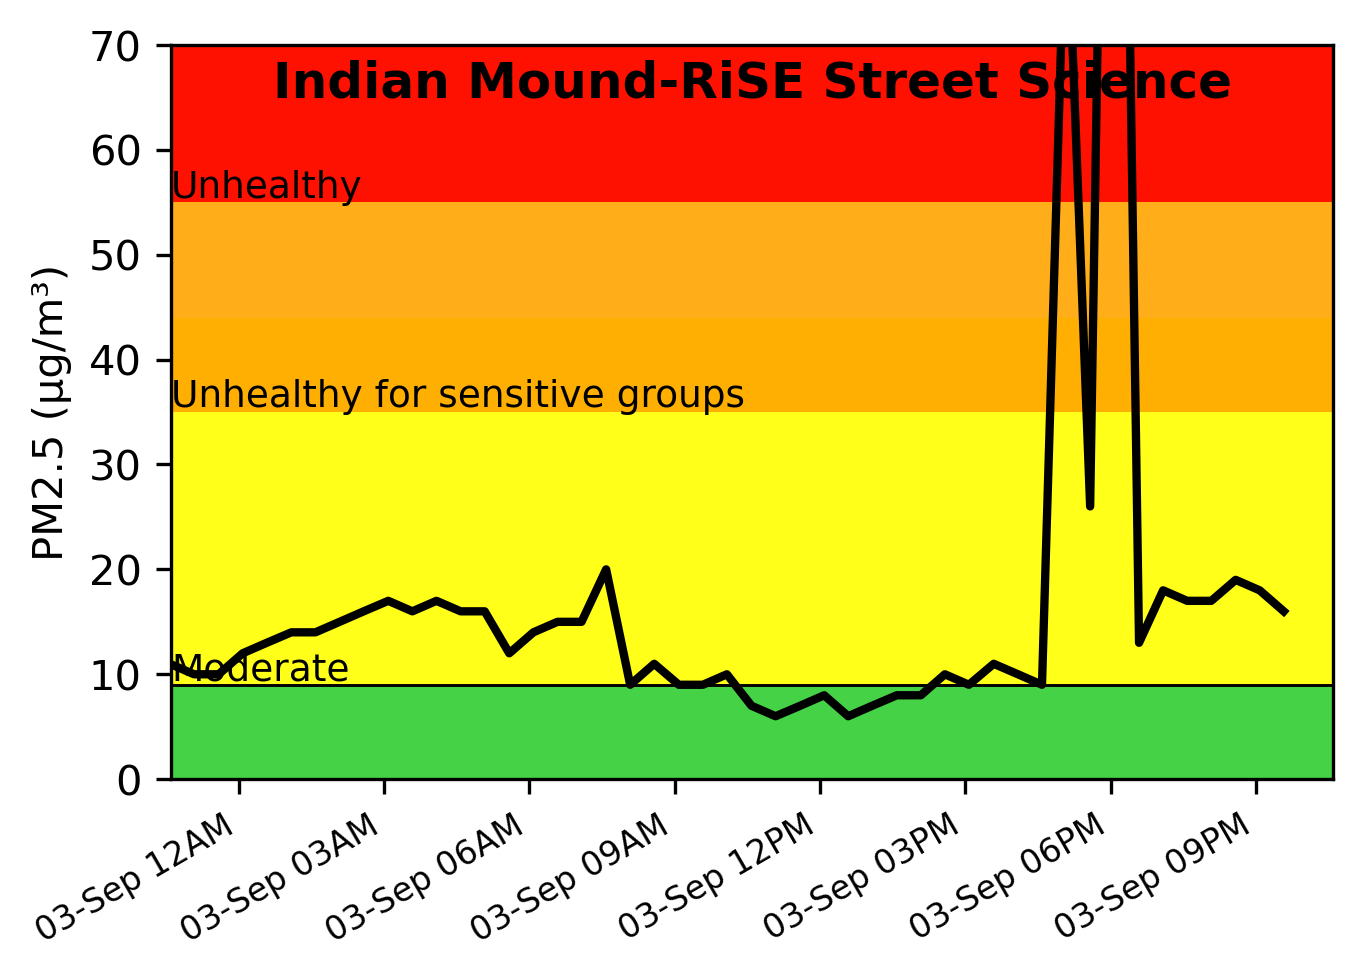 Indian Mound-RiSE Street Science
70
60
Unhealthy
50
40
Unhealthy for sensitive groups
30
20
10
Moderate
0
PM2.5 (µg/m³)
03-Sep 12AM
03-Sep 03AM
03-Sep 06AM
03-Sep 09AM
03-Sep 12PM
03-Sep 03PM
03-Sep 06PM
03-Sep 09PM